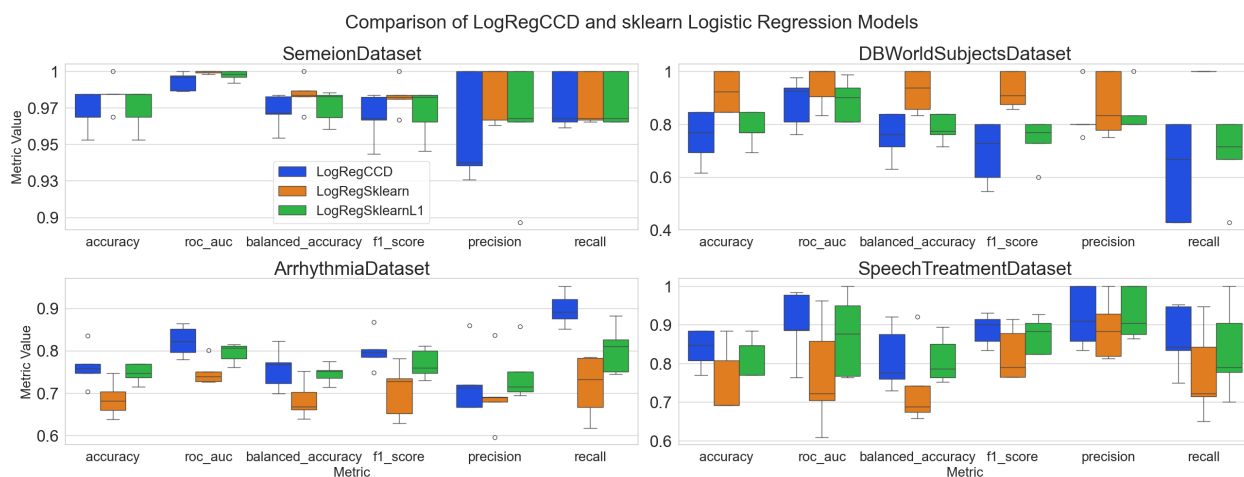 Comparison of LogRegCCD and sklearn Logistic Regression Models
SemeionDataset
Metric Value
1
0.97
0.95
0.93
0.9
LogRegCCD
LogRegSklearn
LogRegSklearnL1
accuracy roc_auc balanced_accuracy f1_score precision recall
DBWorldSubjectsDataset
1
0.8
0.6
0.4
accuracy roc_auc balanced_accuracy f1_score precision recall
ArrhythmiaDataset
Metric Value
0.9
0.8
0.7
0.6
accuracy roc_auc balanced_accuracy f1_score precision recall
Metric
SpeechTreatmentDataset
1
0.9
0.8
0.7
0.6
accuracy roc_auc balanced_accuracy f1_score precision recall
Metric